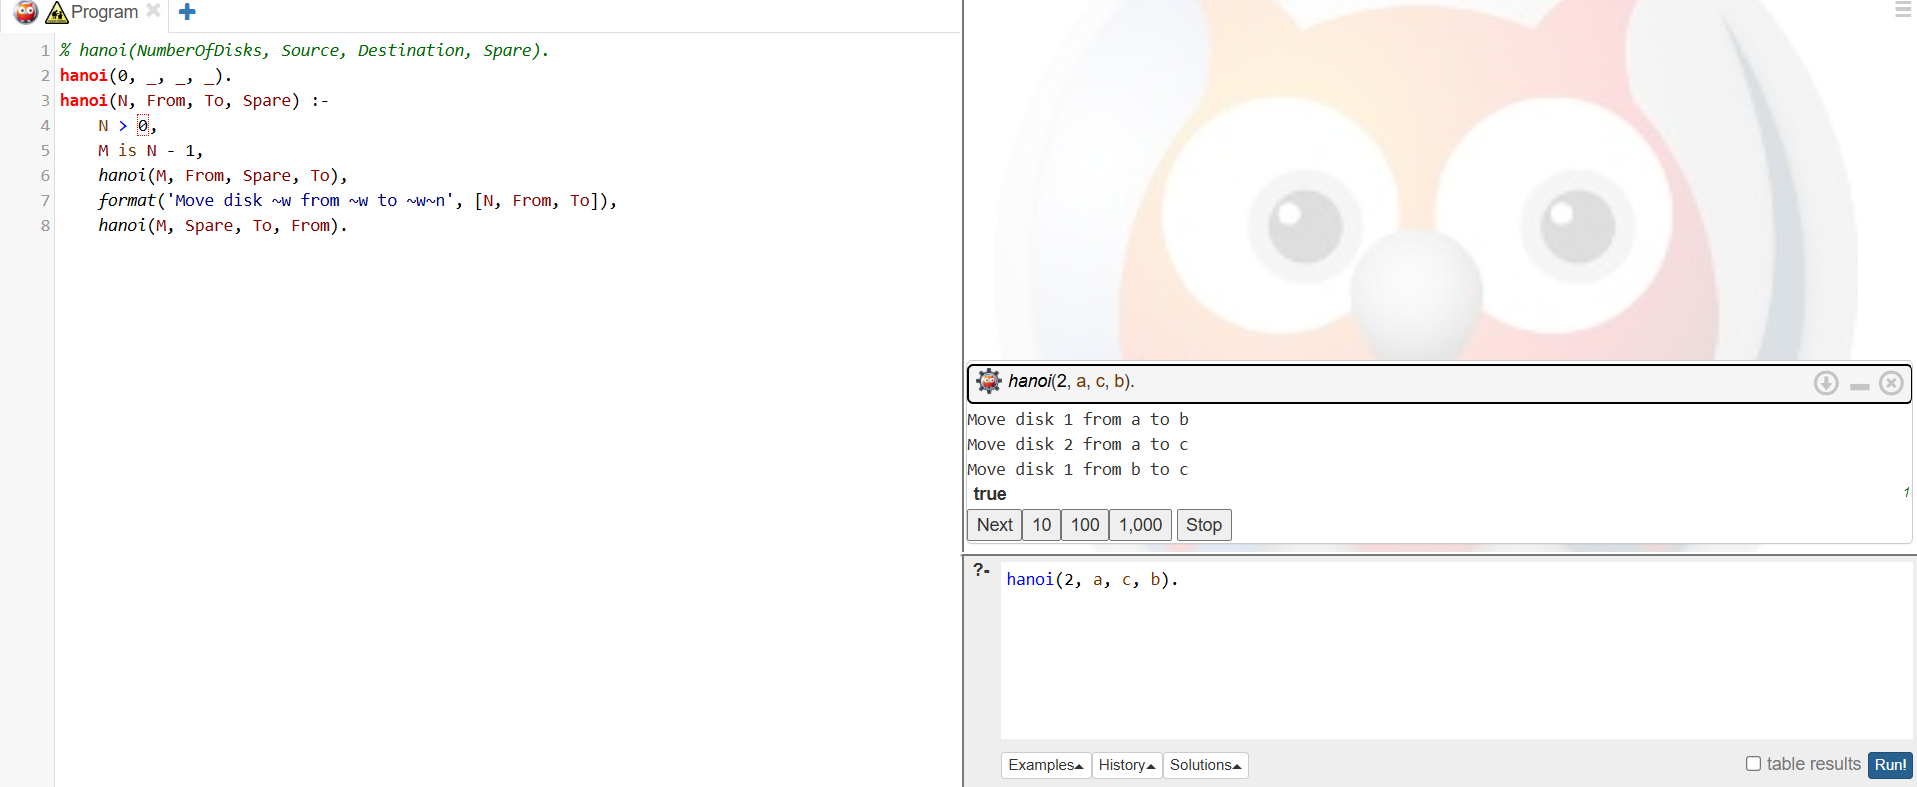 Program
1 % hanoi(NumberOfDisks, Source, Destination, Spare).
2 hanoi(0, _, _, _).
3 hanoi(N, From, To, Spare) :-
4     N > 0,
5     M is N - 1,
6     hanoi(M, From, Spare, To),
7     format('Move disk ~w from ~w to ~w~n', [N, From, To]),
8     hanoi(M, Spare, To, From).
hanoi(2, a, c, b).
Move disk 1 from a to b
Move disk 2 from a to c
Move disk 1 from b to c
true 1
Next 10 100 1,000 Stop
?- hanoi(2, a, c, b).
Examples History Solutions table results Run!